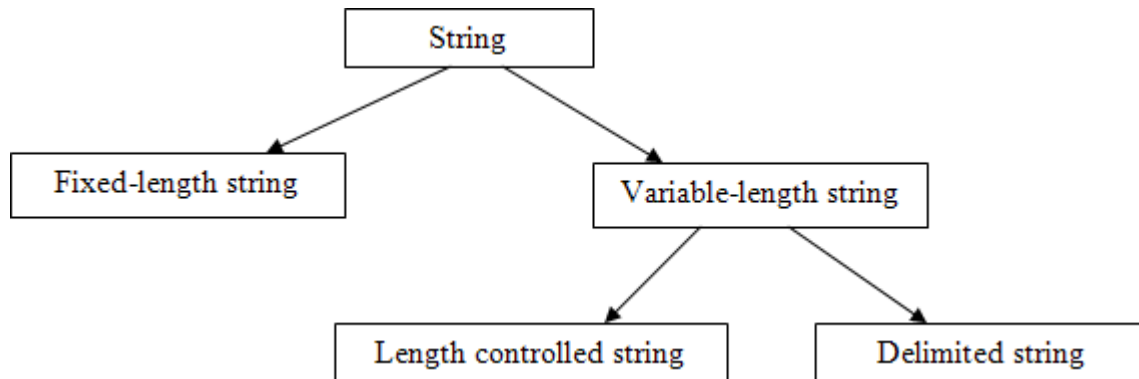 String
Fixed-length string
Variable-length string
Length controlled string
Delimited string